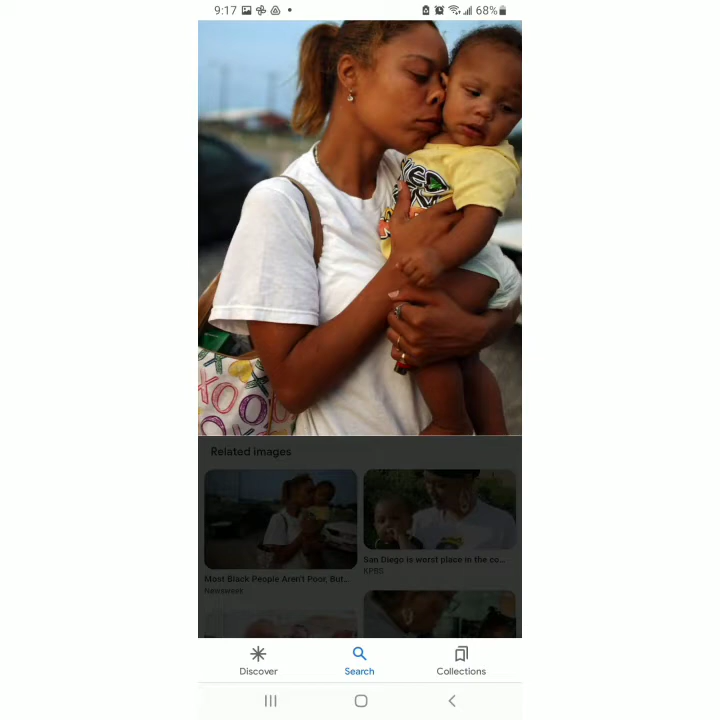 9:17
68%
Related images
Most Black People Aren't Poor, But...
Newsweek
San Diego is worst place in the co...
KPBS
Discover
Search
Collections